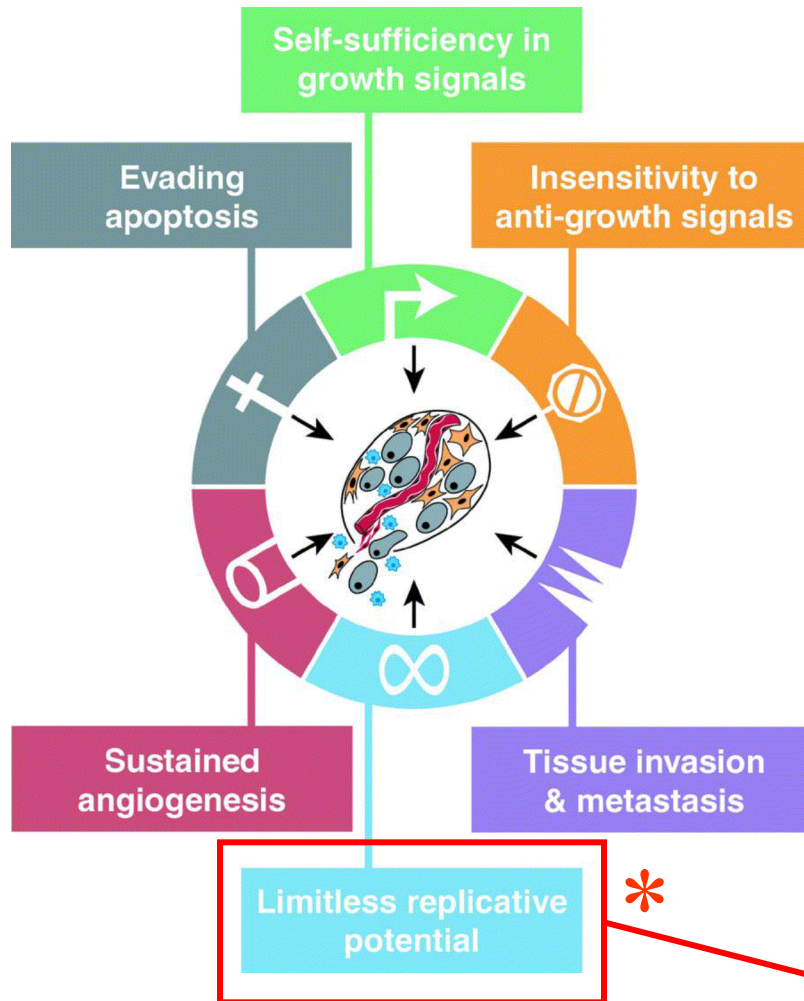 Self-sufficiency in
growth signals
Evading
apoptosis
Insensitivity to
anti-growth signals
Sustained
angiogenesis
Tissue invasion
& metastasis
Limitless replicative
potential
*